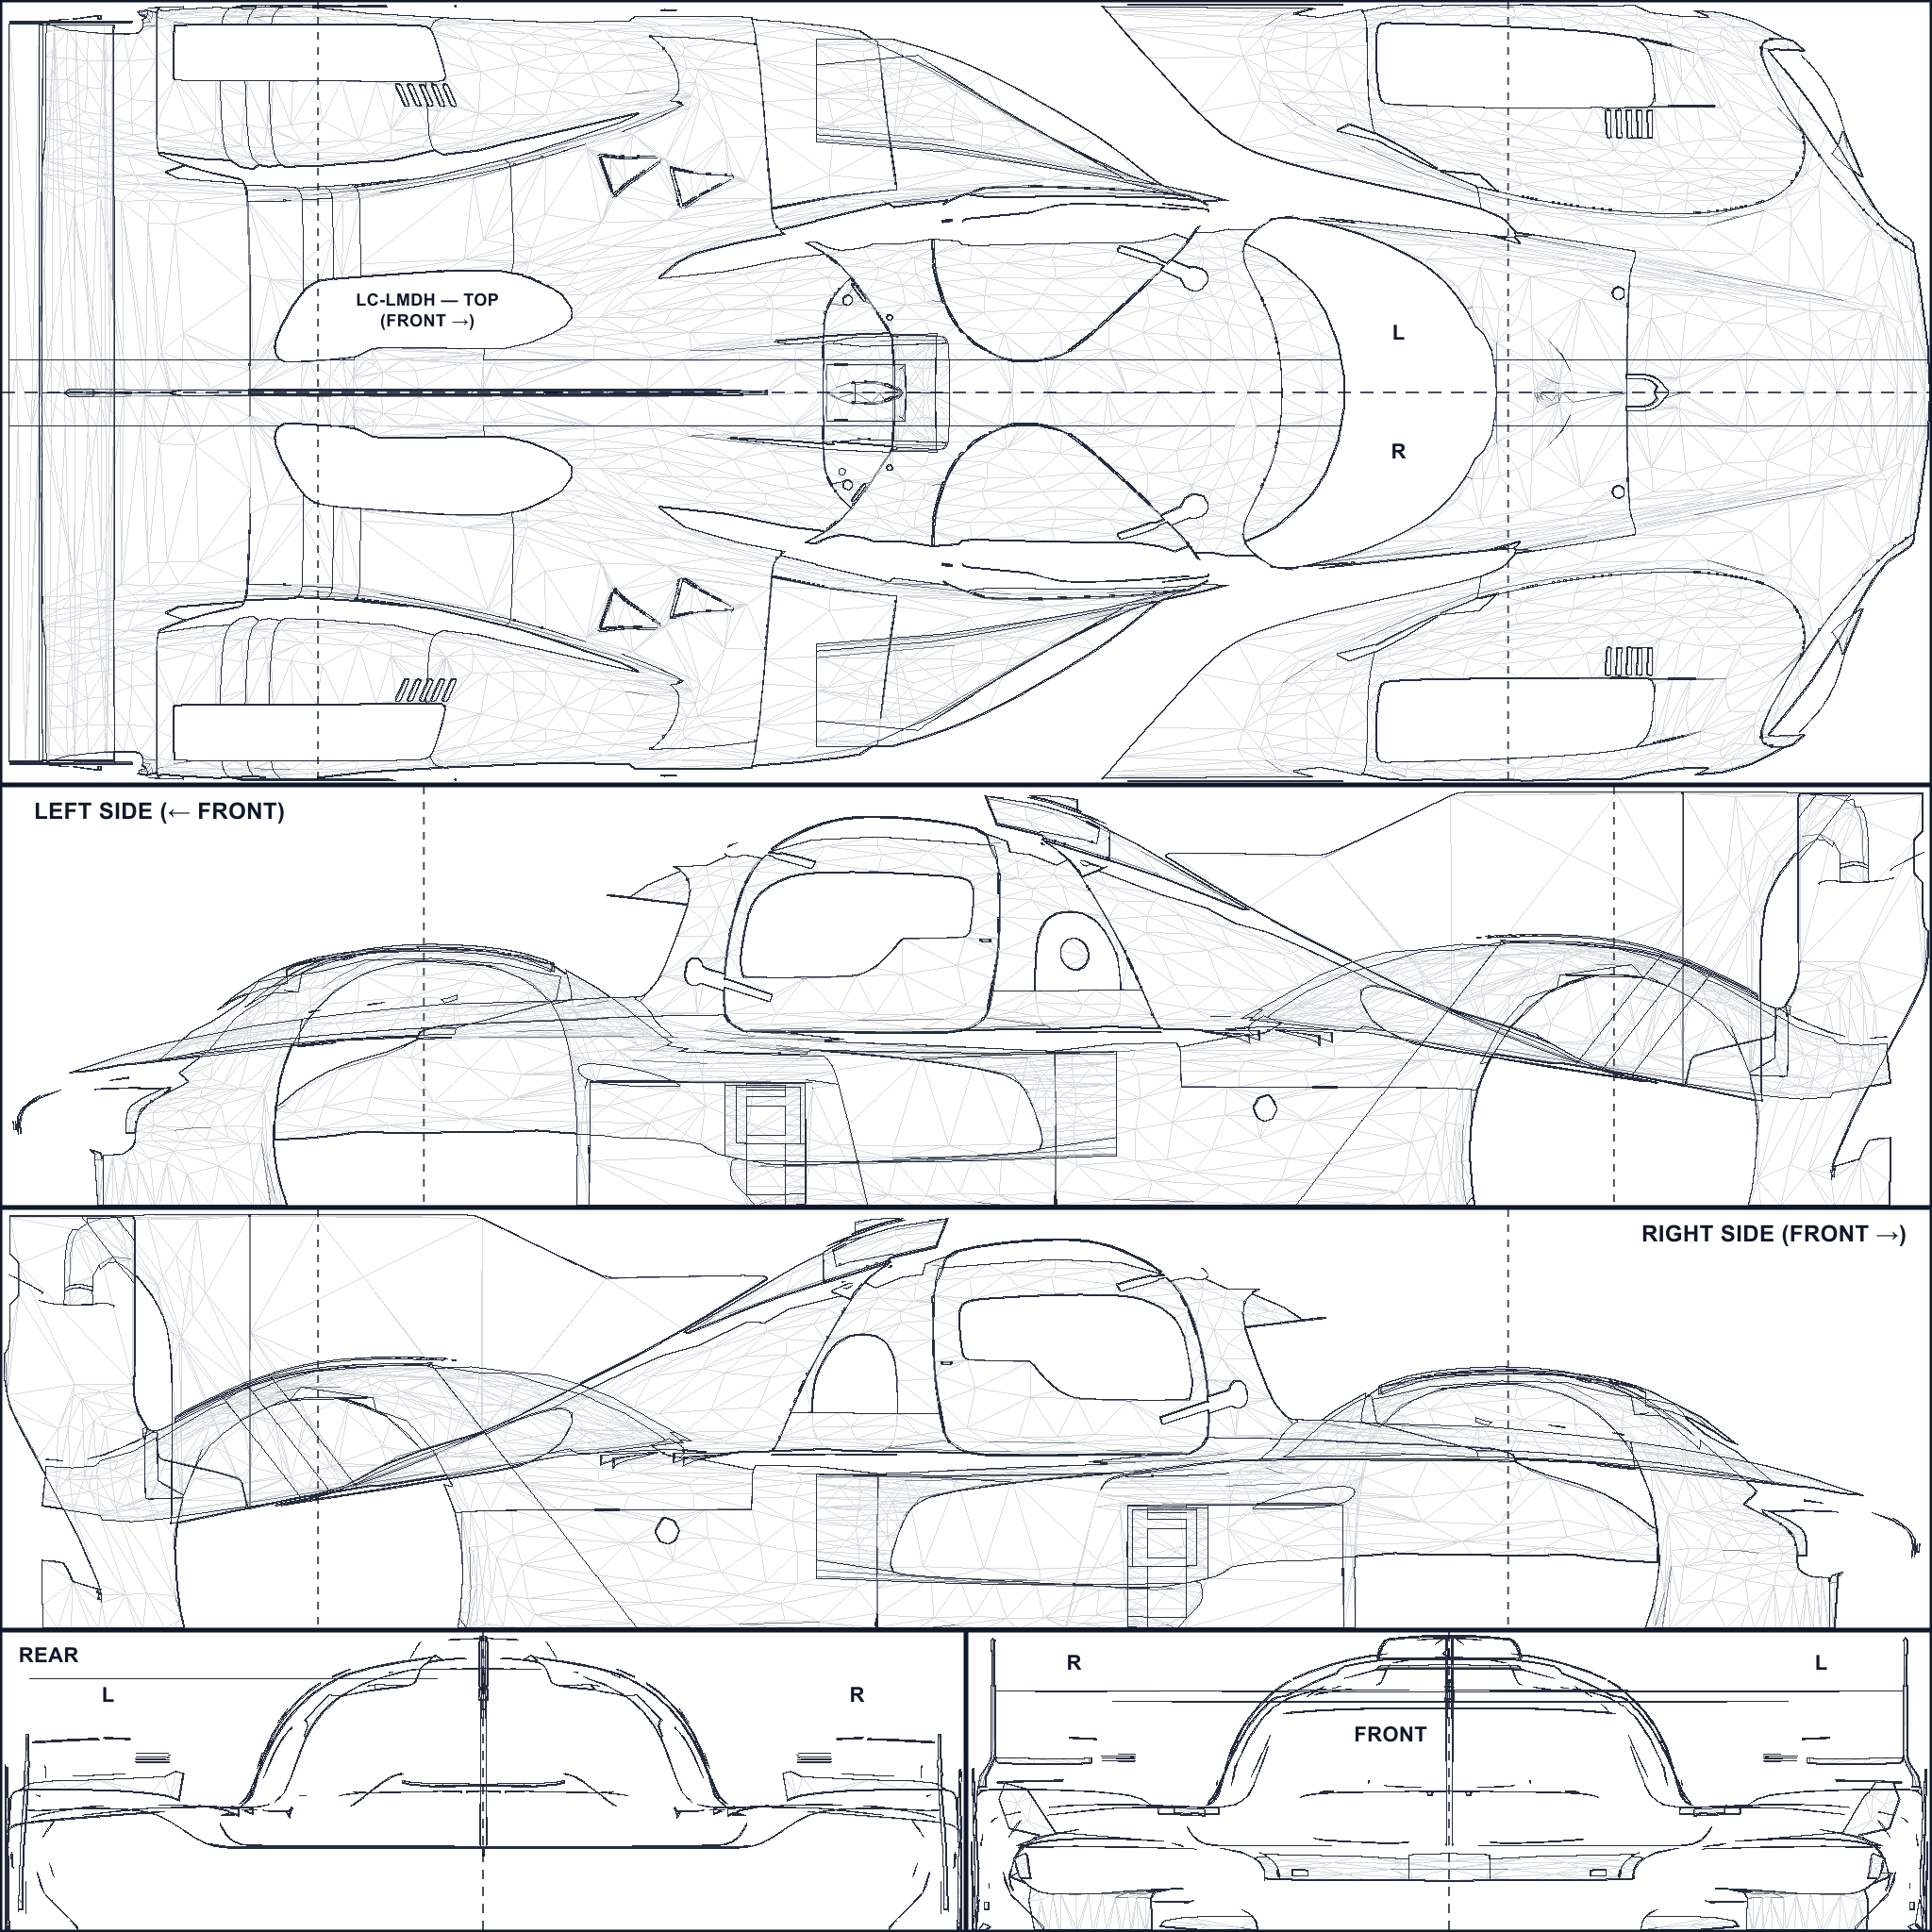 LC-LMDH — TOP
(FRONT →)
L
R
LEFT SIDE (← FRONT)
RIGHT SIDE (FRONT →)
REAR
L
R
R
L
FRONT